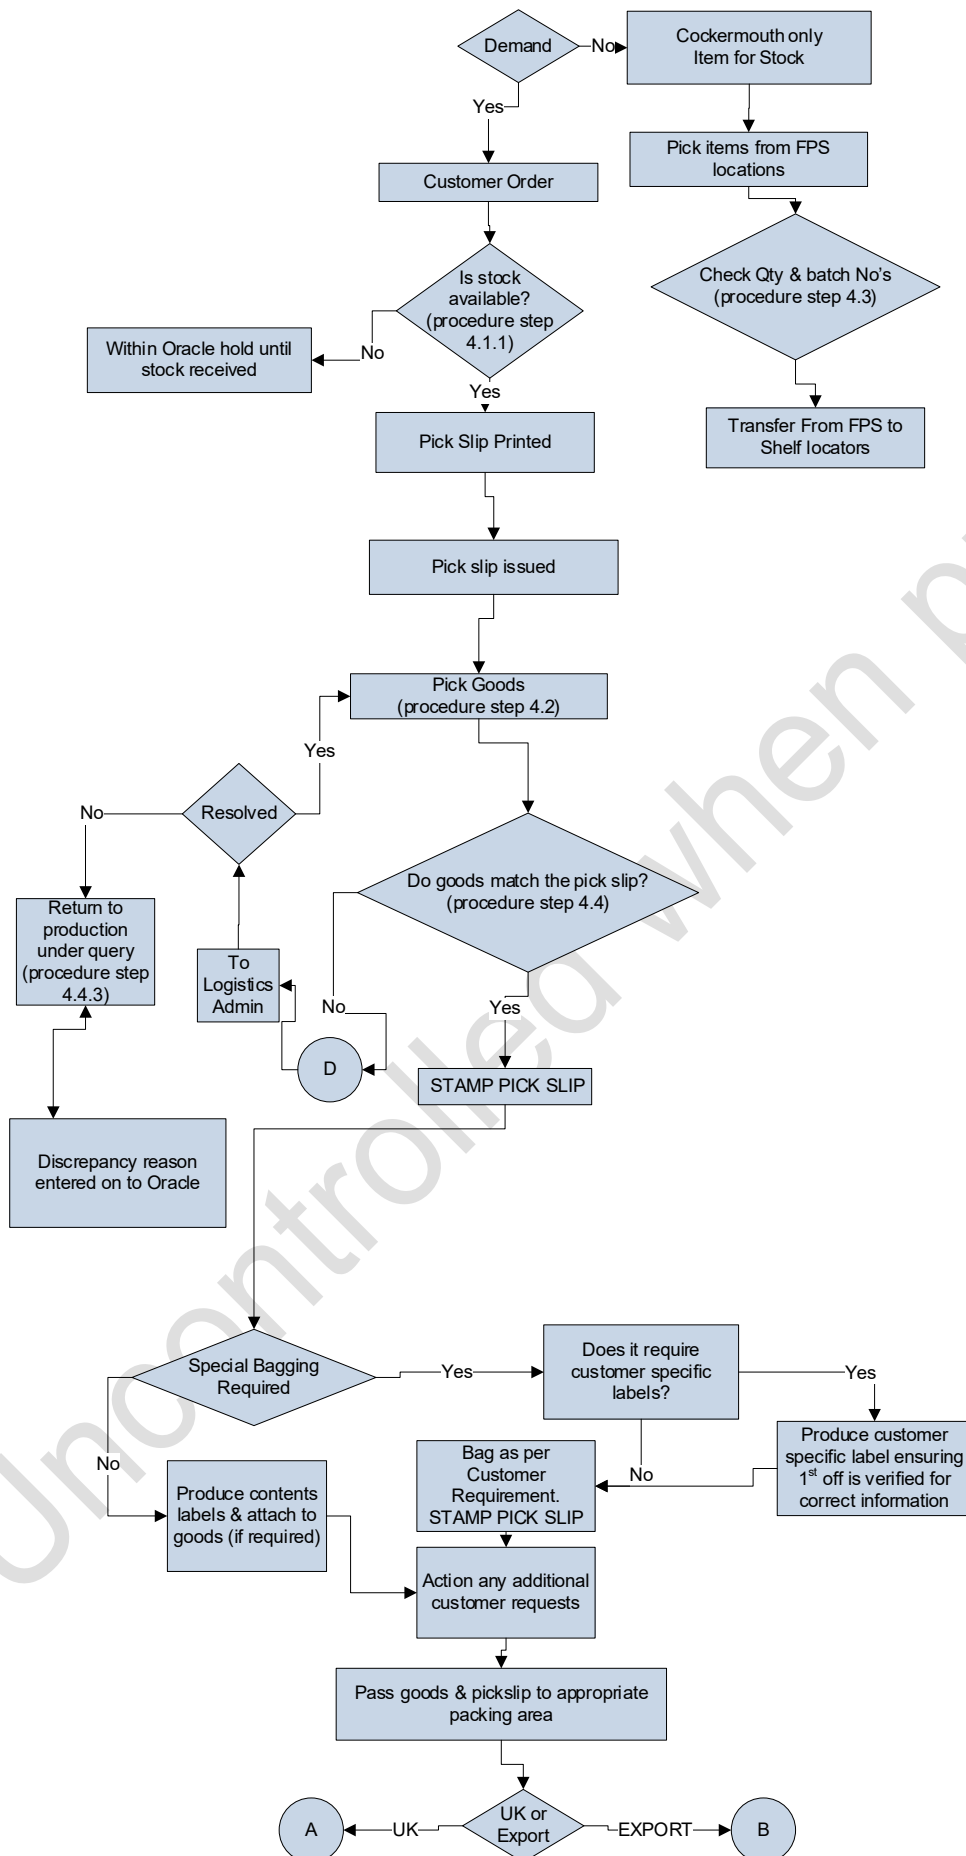 Demand
No
Cockermouth only
Item for Stock
Yes
Pick items from FPS
locations
Customer Order
Is stock
available?
(procedure step
4.1.1)
Check Qty & batch No's
(procedure step 4.3)
No
Within Oracle hold until
stock received
Yes
Pick Slip Printed
Transfer From FPS to
Shelf locators
Pick slip issued
Pick Goods
(procedure step 4.2)
Yes
Resolved
No
Do goods match the pick slip?
(procedure step 4.4)
Return to
production
under query
(procedure step
4.4.3)
To
Logistics
Admin
No
Yes
D
STAMP PICK SLIP
Discrepancy reason
entered on to Oracle
Special Bagging
Required
Yes
Does it require
customer specific
labels?
Yes
No
Bag as per
Customer
Requirement.
STAMP PICK SLIP
No
Produce customer
specific label ensuring
1st off is verified for
correct information
Produce contents
labels & attach to
goods (if required)
Action any additional
customer requests
Pass goods & pickslip to appropriate
packing area
UK or
Export
A
UK
EXPORT
B
Uncontrolled when p